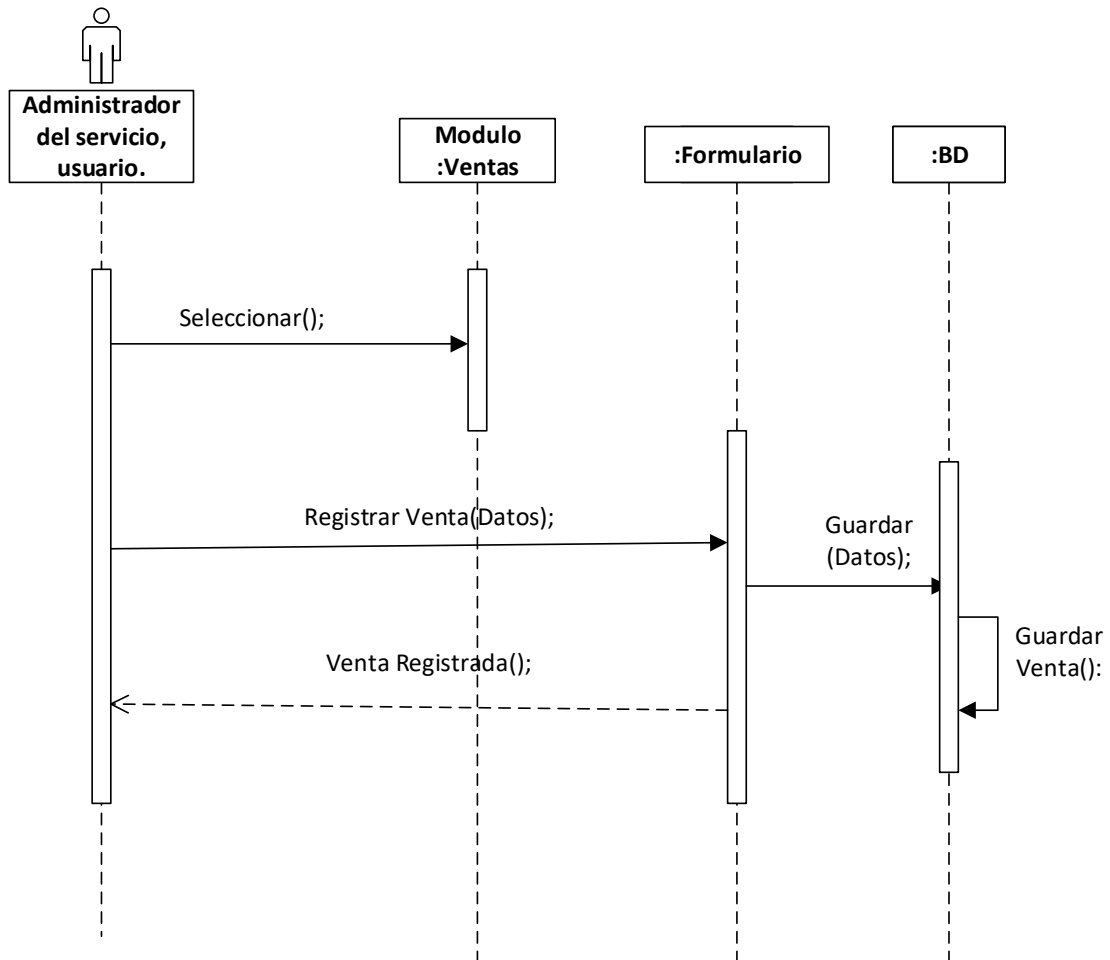 Administrador
del servicio,
usuario.
Modulo
:Ventas
:Formulario
:BD
Seleccionar();
Registrar Venta(Datos);
Guardar
(Datos);
Guardar
Venta():
Venta Registrada();